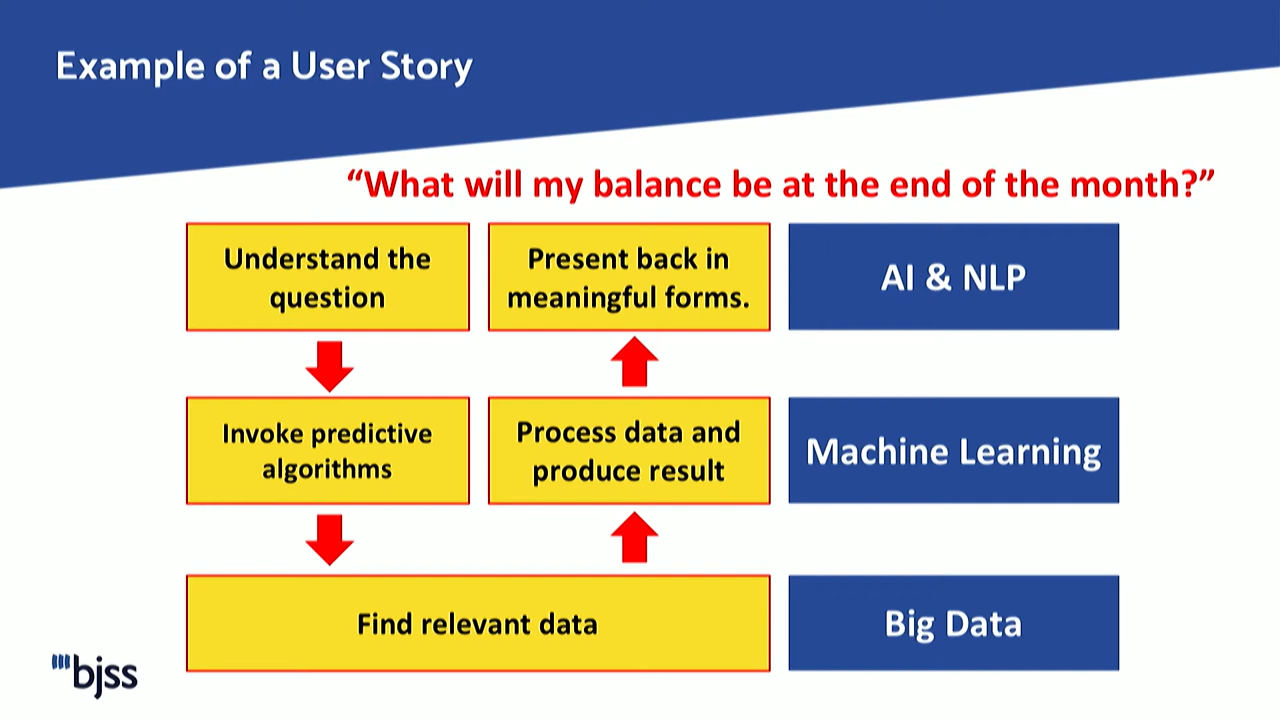 Example of a User Story
“What will my balance be at the end of the month?”
Understand the
question
Present back in
meaningful forms.
AI & NLP
Invoke predictive
algorithms
Process data and
produce result
Machine Learning
Find relevant data
Big Data
bjss